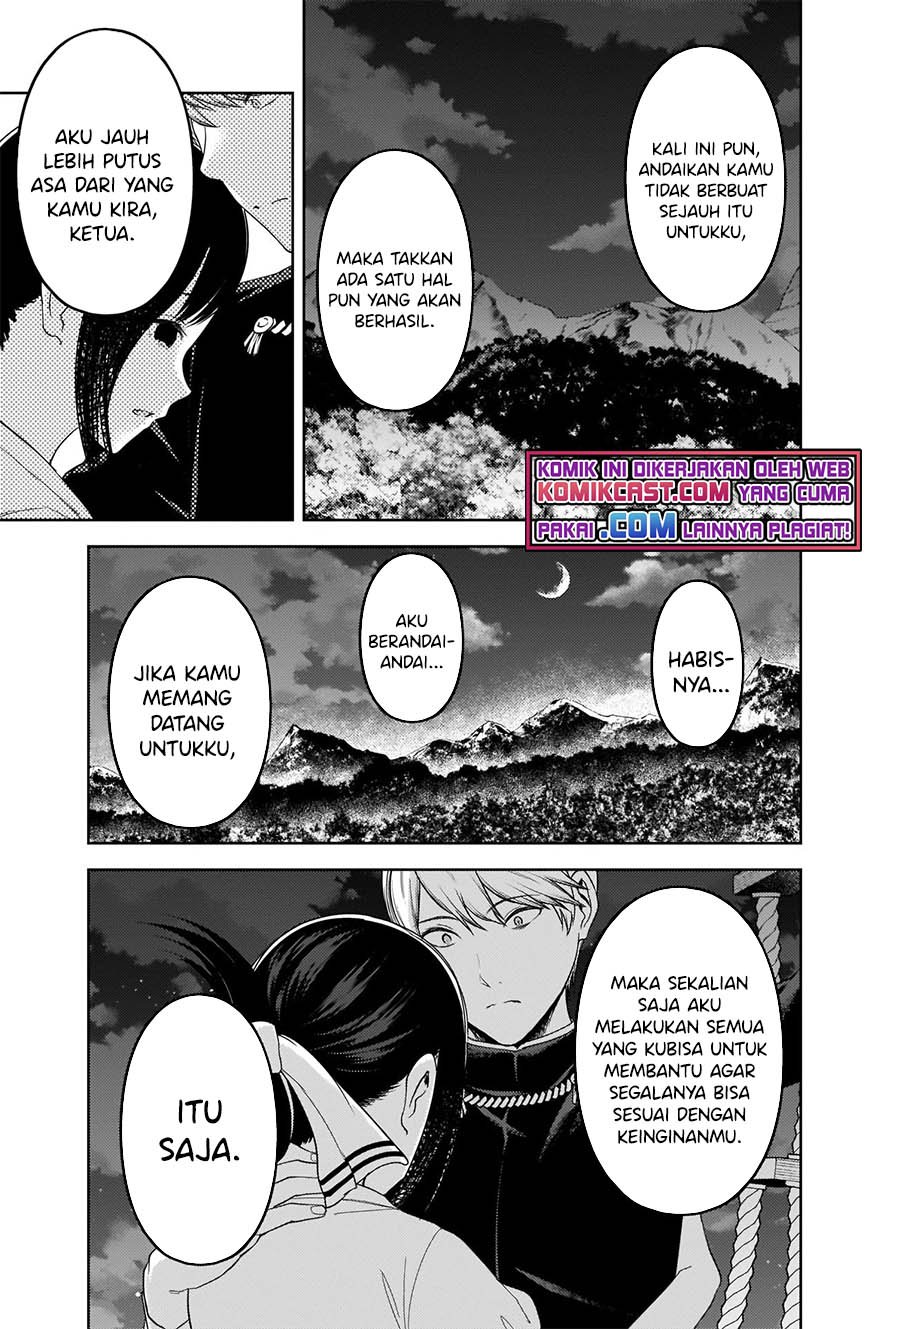 KALI INI PUN,
ANDAIKAN KAMU
TIDAK BERBUAT
SEJAUH ITU
UNTUKKU,
MAKA TAKKAN
ADA SATU HAL
PUN YANG AKAN
BERHASIL.
AKU JAUH
LEBIH PUTUS
ASA DARI YANG
KAMU KIRA,
KETUA.
KOMIK INI DIKERJAKAN OLEH WEB
KOMIKCAST.COM YANG CUMA
PAKAI .COM LAINNYA PLAGIAT!
HABIS-
NYA...
AKU
BERANDAI-
ANDAI...
JIKA KAMU
MEMANG
DATANG
UNTUKKU,
MAKA SEKALIAN
SAJA AKU
MELAKUKAN SEMUA
YANG KUBISA UNTUK
MEMBANTU AGAR
SEGALANYA BISA
SESUAI DENGAN
KEINGINANMU.
ITU
SAJA.